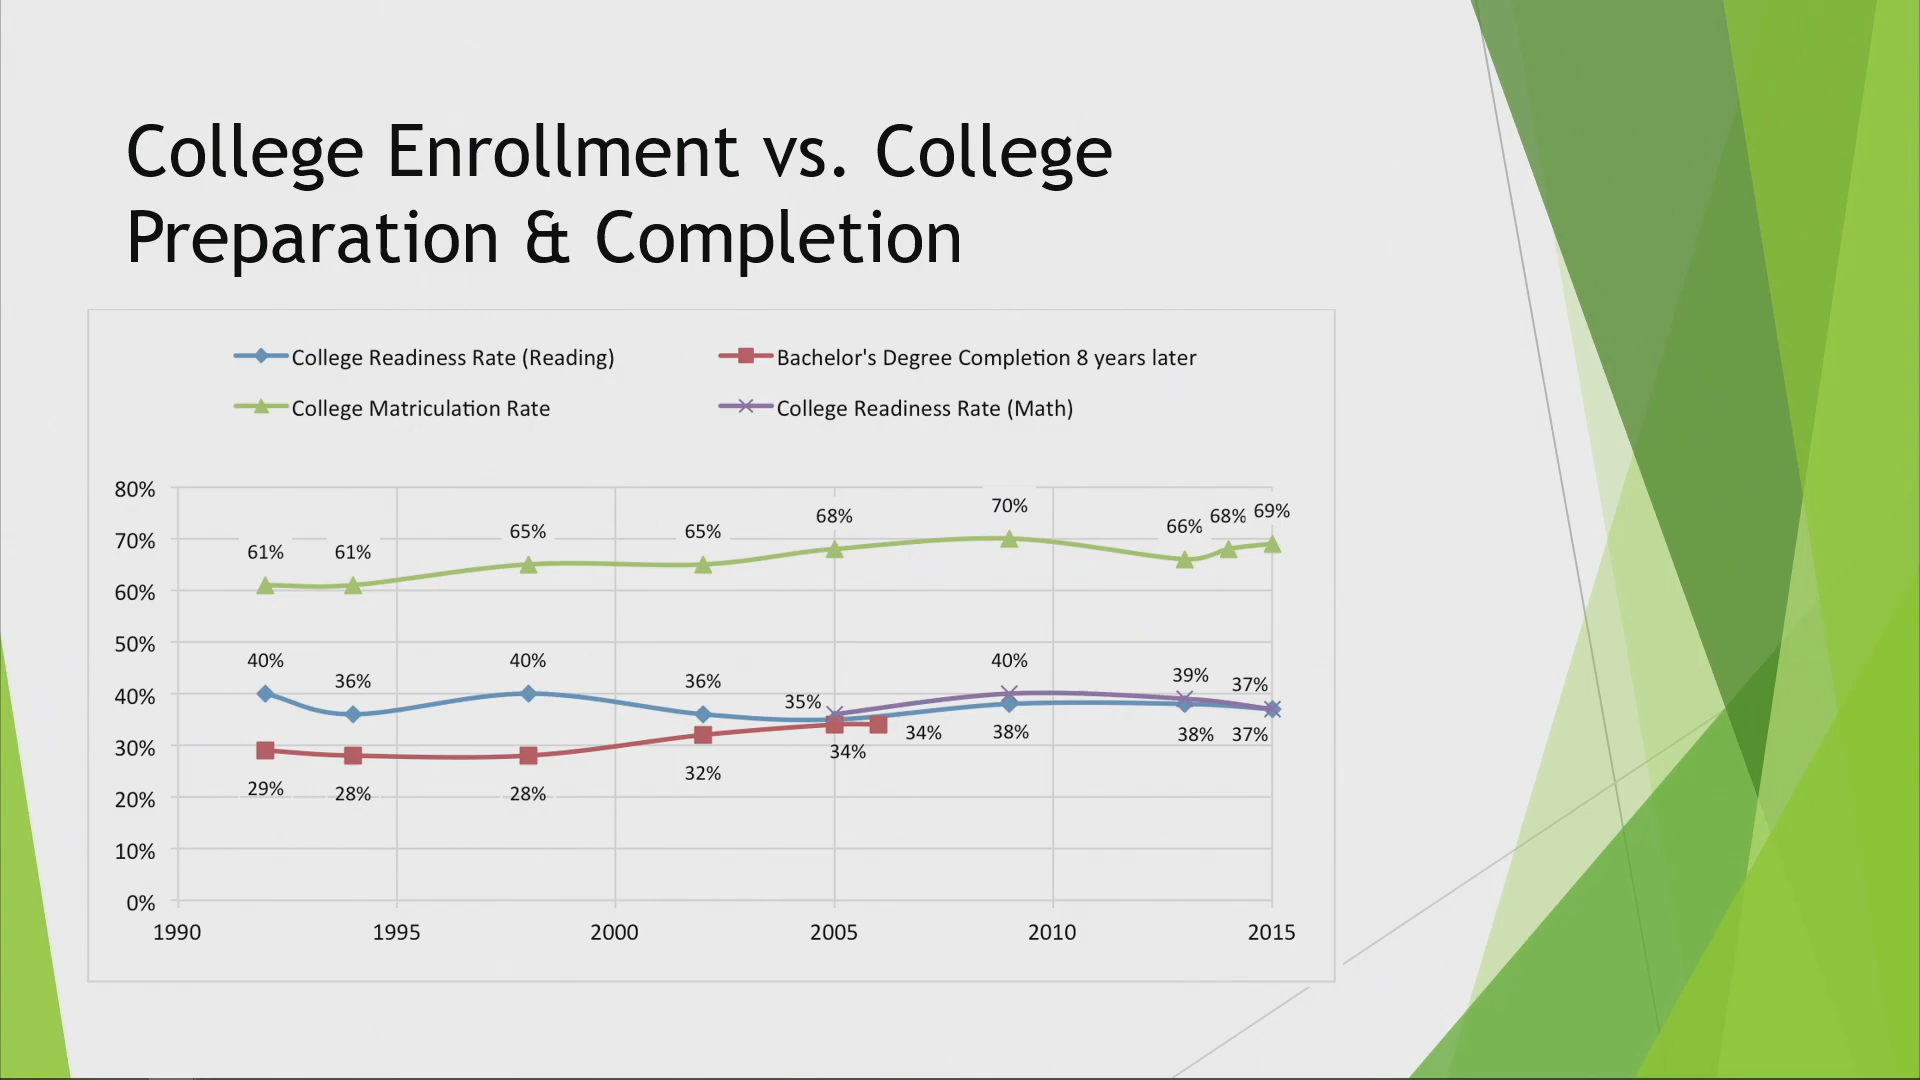 College Enrollment vs. College
Preparation & Completion
College Readiness Rate (Reading)
Bachelor's Degree Completion 8 years later
College Matriculation Rate
College Readiness Rate (Math)
80%
70%
60%
50%
40%
30%
20%
10%
0%
61% 61% 65% 65% 68% 70% 66% 68% 69%
40% 36% 40% 36% 35% 40% 39% 37%
34% 34% 38% 38% 37%
29% 28% 28% 32%
1990 1995 2000 2005 2010 2015